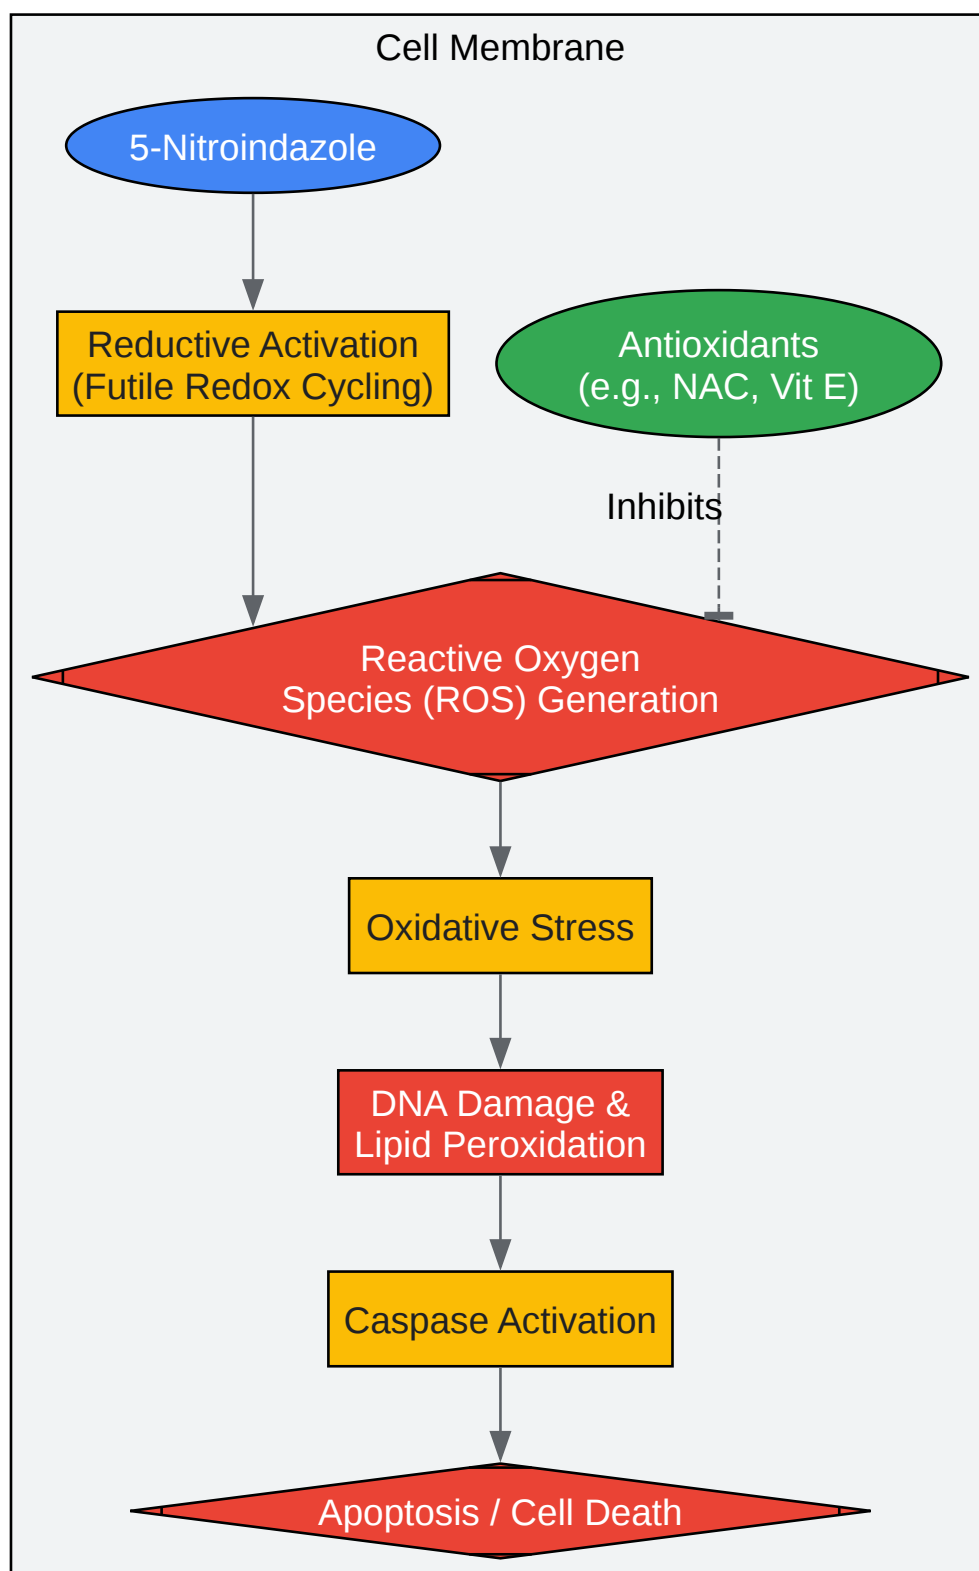 Cell Membrane
5-Nitroindazole
Reductive Activation
(Futile Redox Cycling)
Antioxidants
(e.g., NAC, Vit E)
Inhibits
Reactive Oxygen
Species (ROS) Generation
Oxidative Stress
DNA Damage &
Lipid Peroxidation
Caspase Activation
Apoptosis / Cell Death